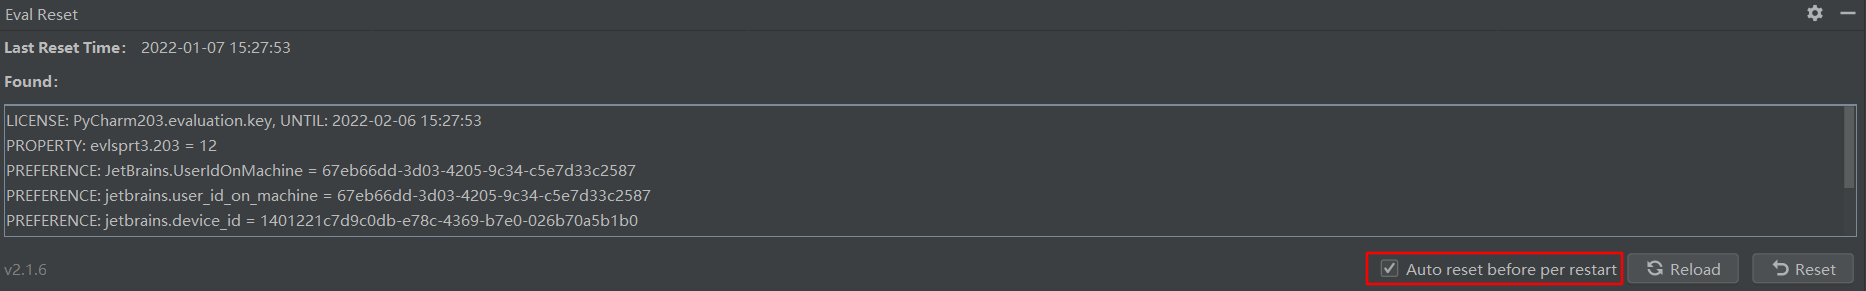 Eval Reset
Last Reset Time： 2022-01-07 15:27:53
Found：
LICENSE: PyCharm203.evaluation.key, UNTIL: 2022-02-06 15:27:53
PROPERTY: evlsprt3.203 = 12
PREFERENCE: JetBrains.UserIdOnMachine = 67eb66dd-3d03-4205-9c34-c5e7d33c2587
PREFERENCE: jetbrains.user_id_on_machine = 67eb66dd-3d03-4205-9c34-c5e7d33c2587
PREFERENCE: jetbrains.device_id = 1401221c7d9c0db-e78c-4369-b7e0-026b70a5b1b0
v2.1.6 Auto reset before per restart Reload Reset